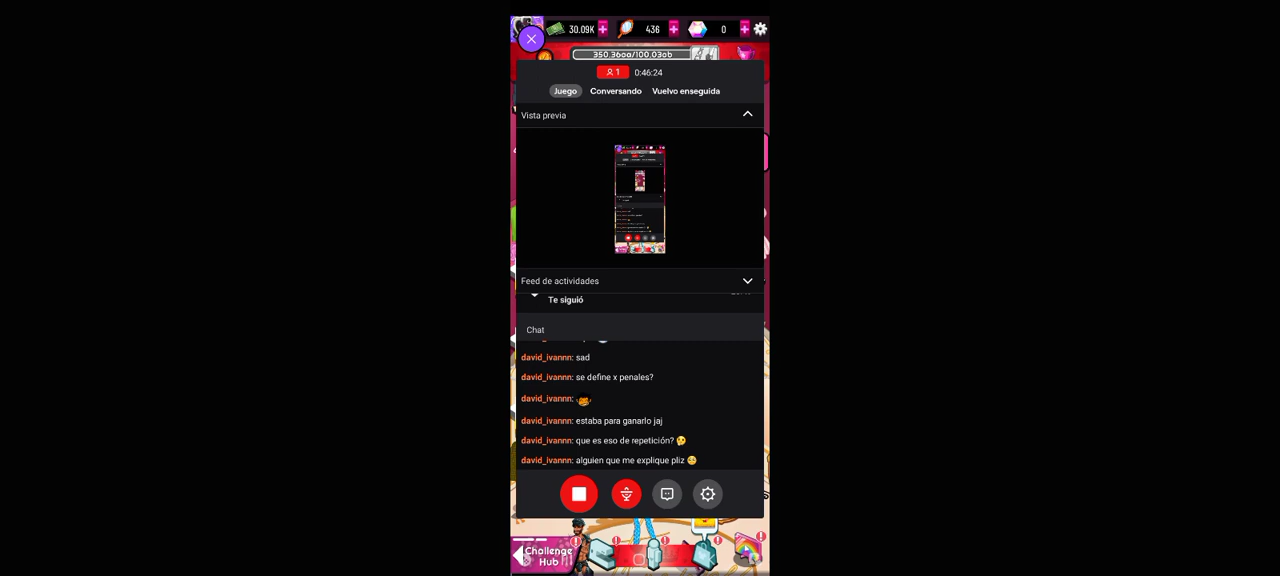 30.09K
436
0
350.36aa/100.03ab
1
0:46:24
Juego
Conversando
Vuelvo enseguida
Vista previa
Feed de actividades
Te siguió
Chat
david_ivannn: sad
david_ivannn: se define x penales?
david_ivannn:
david_ivannn: estaba para ganarlo jaj
david_ivannn: que es eso de repetición? 🤔
david_ivannn: alguien que me explique pliz 🥺
Challenge
Hub